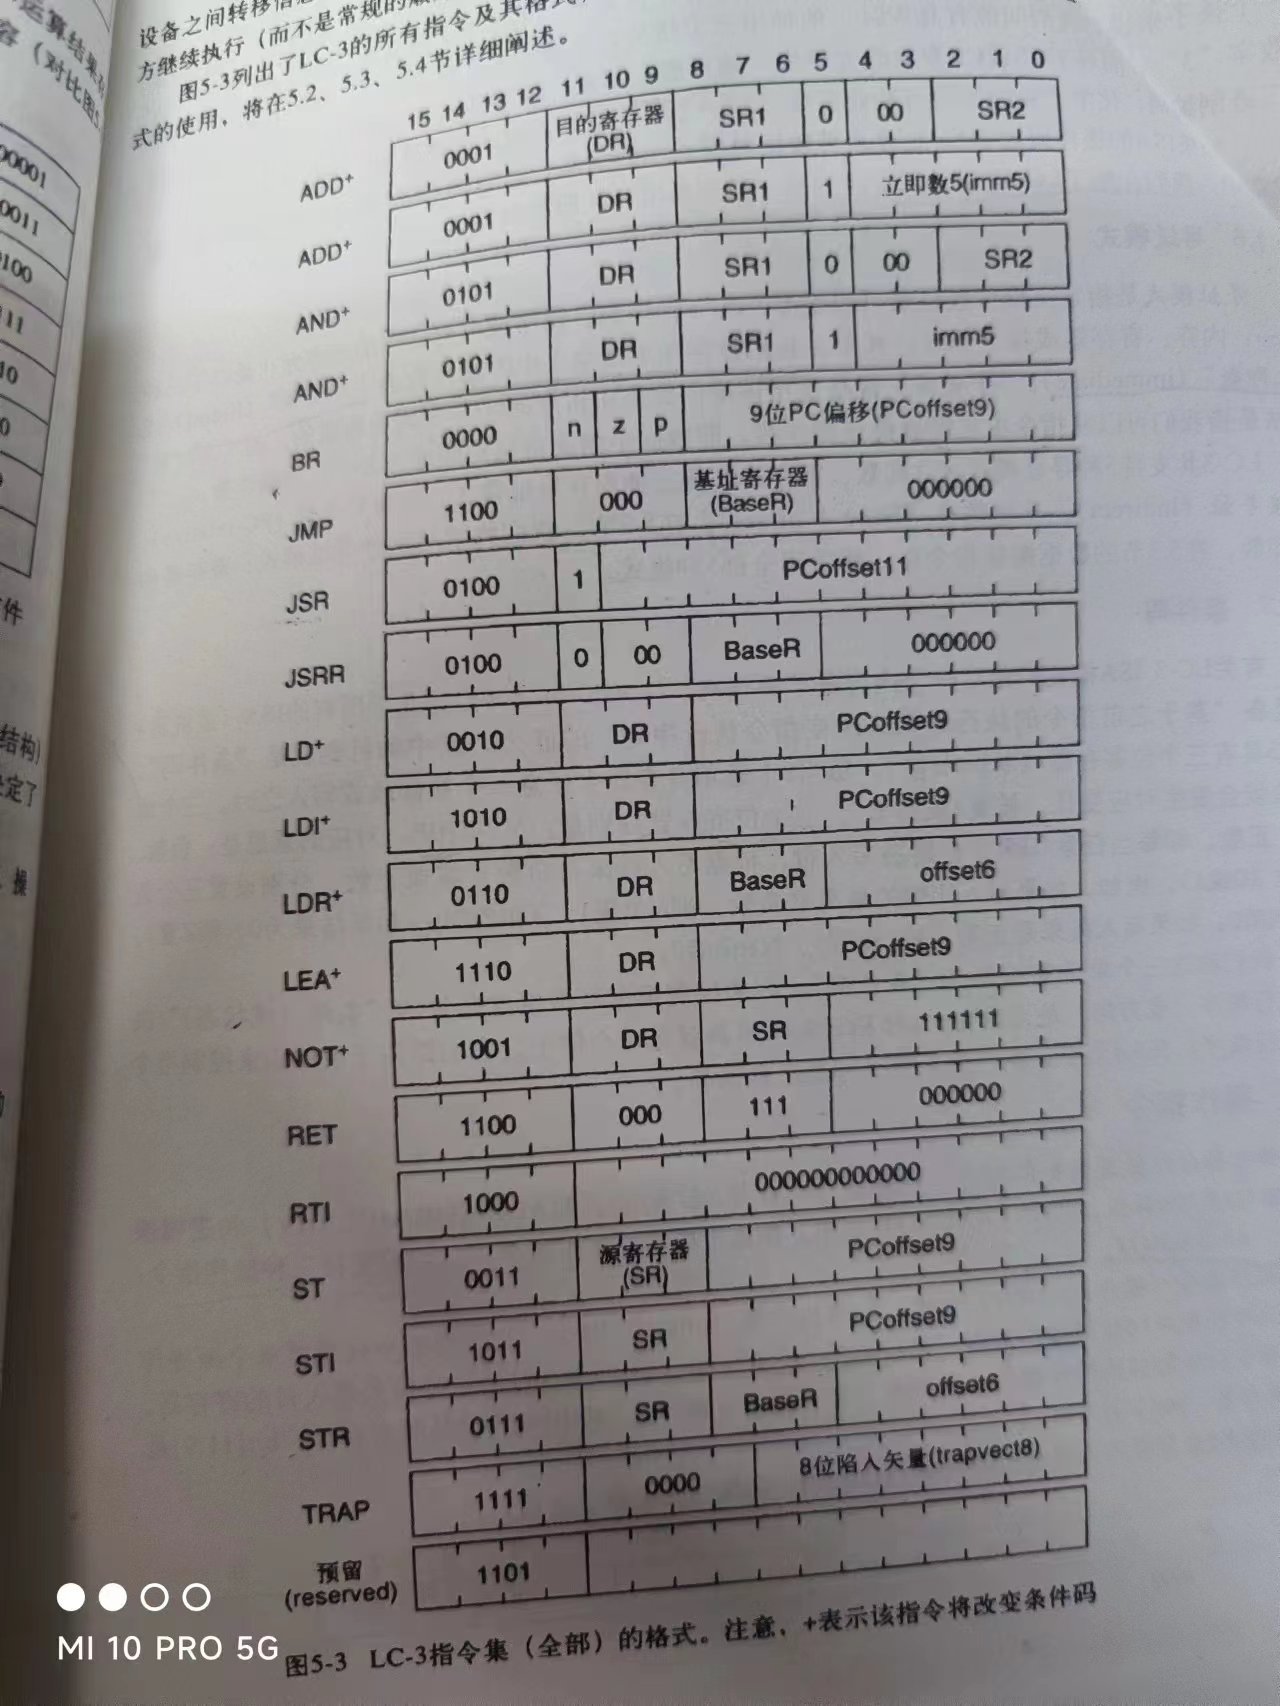 运算结果
容（对比图5
00001
0011
0100
11
10
0
件
结构)
定了
操
的
设备之间转移信息
方继续执行（而不是常规的顺
图5-3列出了LC-3的所有指令及其格式，
式的使用，将在5.2、5.3、5.4节详细阐述。
15 14 13 12 11 10 9 8 7 6 5 4 3 2 1 0
ADD+ 0001 目的寄存器(DR) SR1 0 00 SR2
ADD+ 0001 DR SR1 1 立即数5(imm5)
AND+ 0101 DR SR1 0 00 SR2
AND+ 0101 DR SR1 1 imm5
BR 0000 n z p 9位PC偏移(PCoffset9)
JMP 1100 000 基址寄存器(BaseR) 000000
JSR 0100 1 PCoffset11
JSRR 0100 0 00 BaseR 000000
LD+ 0010 DR PCoffset9
LDI+ 1010 DR PCoffset9
LDR+ 0110 DR BaseR offset6
LEA+ 1110 DR PCoffset9
NOT+ 1001 DR SR 111111
RET 1100 000 111 000000
RTI 1000 000000000000
ST 0011 源寄存器(SR) PCoffset9
STI 1011 SR PCoffset9
STR 0111 SR BaseR offset6
TRAP 1111 0000 8位陷入矢量(trapvect8)
预留(reserved) 1101
图5-3 LC-3指令集（全部）的格式。注意，+表示该指令将改变条件码
MI 10 PRO 5G